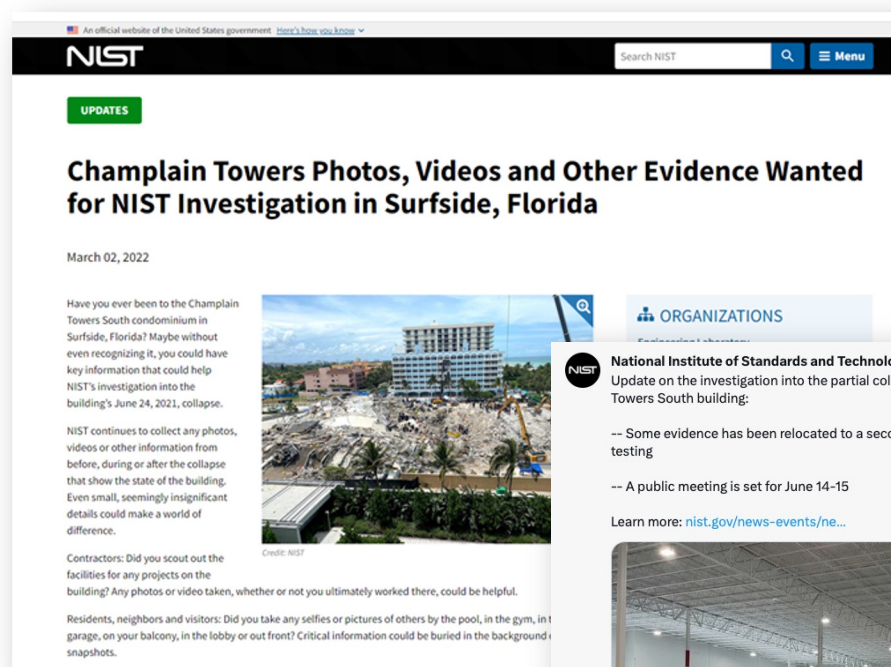 An official website of the United States government Here's how you know
NIST
Search NIST
Menu
UPDATES
Champlain Towers Photos, Videos and Other Evidence Wanted
for NIST Investigation in Surfside, Florida
March 02, 2022
Have you ever been to the Champlain
Towers South condominium in
Surfside, Florida? Maybe without
even recognizing it, you could have
key information that could help
NIST's investigation into the
building's June 24, 2021, collapse.
NIST continues to collect any photos,
videos or other information from
before, during or after the collapse
that show the state of the building.
Even small, seemingly insignificant
details could make a world of
difference.
Credit: NIST
Contractors: Did you scout out the
facilities for any projects on the
building? Any photos or video taken, whether or not you ultimately worked there, could be helpful.
Residents, neighbors and visitors: Did you take any selfies or pictures of others by the pool, in the gym, in
garage, on your balcony, in the lobby or out front? Critical information could be buried in the background
snapshots.
ORGANIZATIONS
Engineering Laboratory
NIST
National Institute of Standards and Technolo
Update on the investigation into the partial col
Towers South building:
-- Some evidence has been relocated to a seco
testing
-- A public meeting is set for June 14-15
Learn more: nist.gov/news-events/ne...